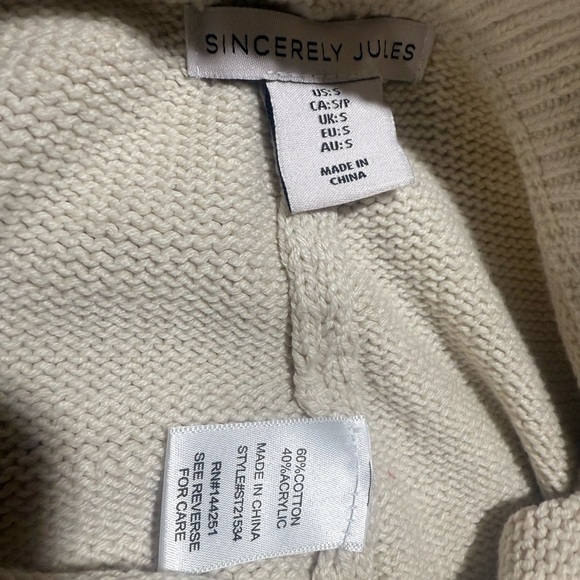 SINCERELY JULES
US:S
CA:S/P
UK:S
EU:S
AU:S
MADE IN
CHINA
60%COTTON
40%ACRYLIC
MADE IN CHINA
STYLE#ST21534
RN#144251
SEE REVERSE
FOR CARE